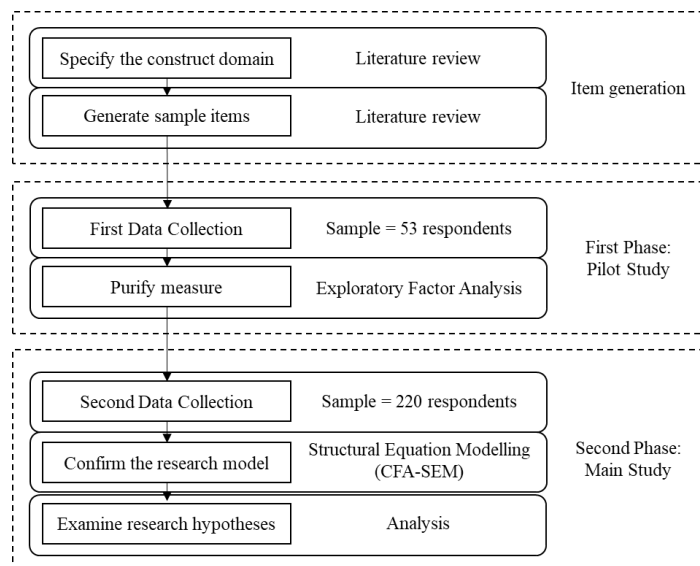 Specify the construct domain
Literature review
Generate sample items
Literature review
Item generation
First Data Collection
Sample = 53 respondents
Purify measure
Exploratory Factor Analysis
First Phase:
Pilot Study
Second Data Collection
Sample = 220 respondents
Confirm the research model
Structural Equation Modelling
(CFA-SEM)
Examine research hypotheses
Analysis
Second Phase:
Main Study